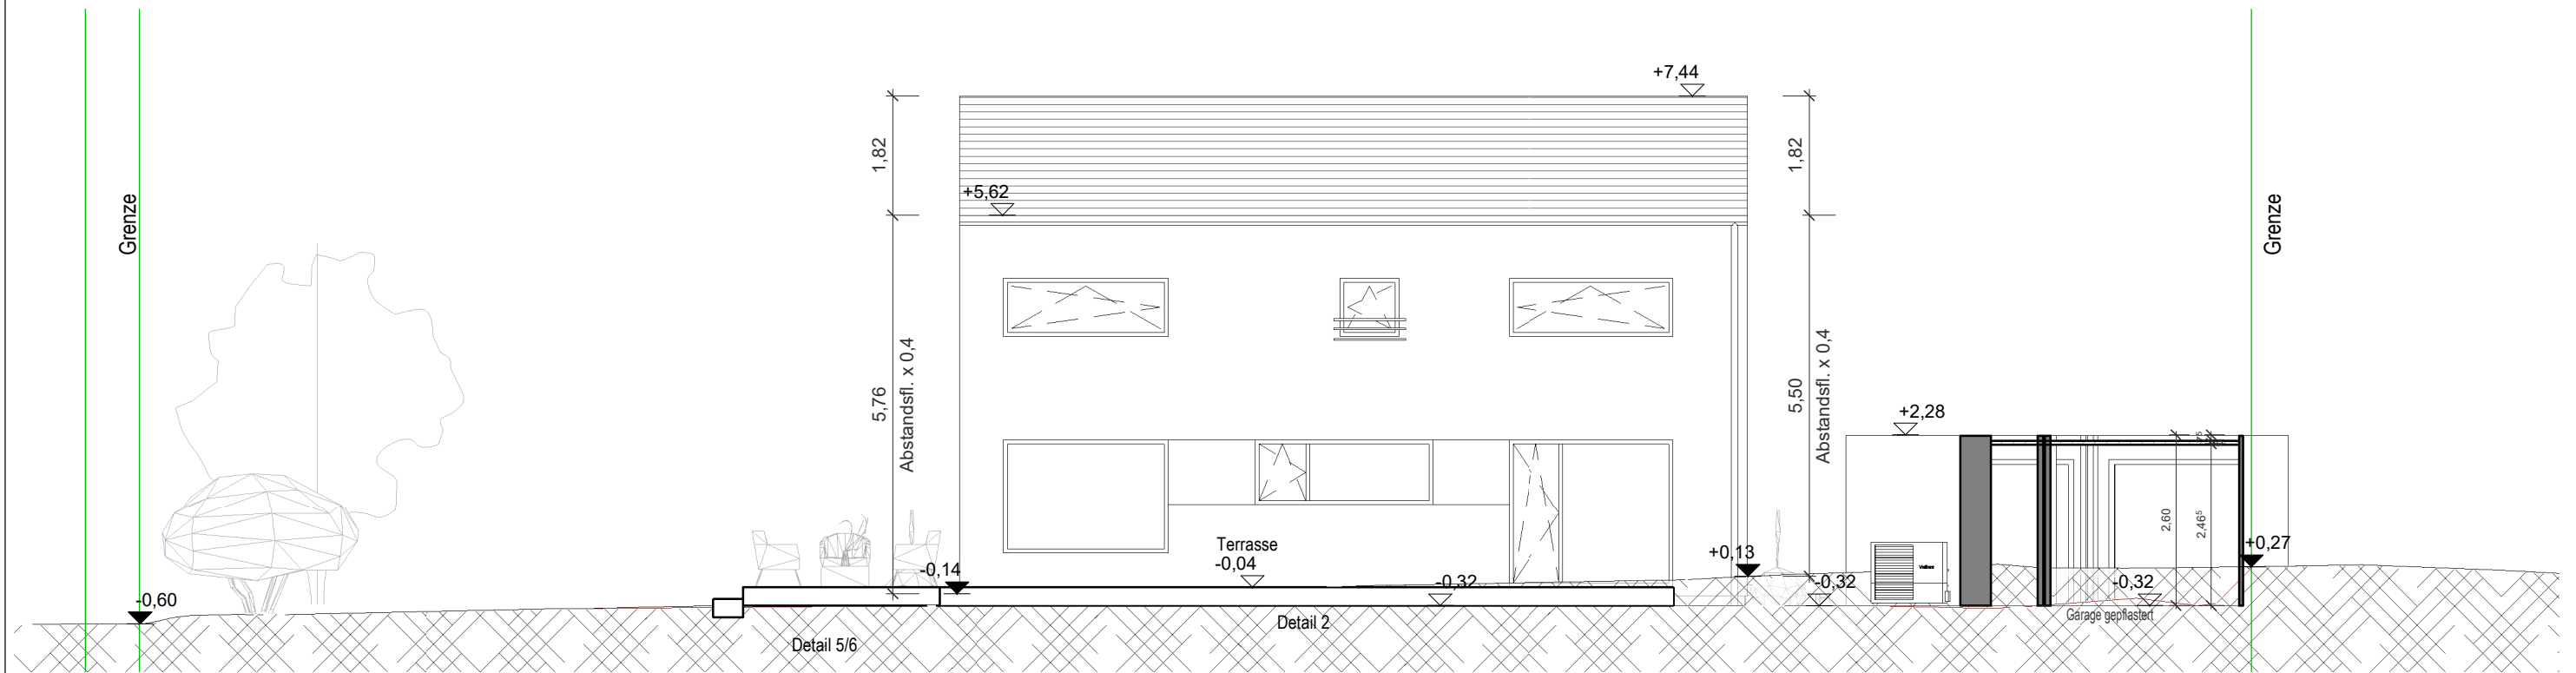 +7,44
1,82
1,82
+5,62
Grenze
Grenze
5,76
Abstandsfl. x 0,4
5,50
Abstandsfl. x 0,4
+2,28
2,60
2,46⁵
Terrasse
-0,04
-0,14
+0,13
+0,27
-0,32
-0,32
-0,32
-0,60
Vaillant
Garage gepflastert
Detail 2
Detail 5/6